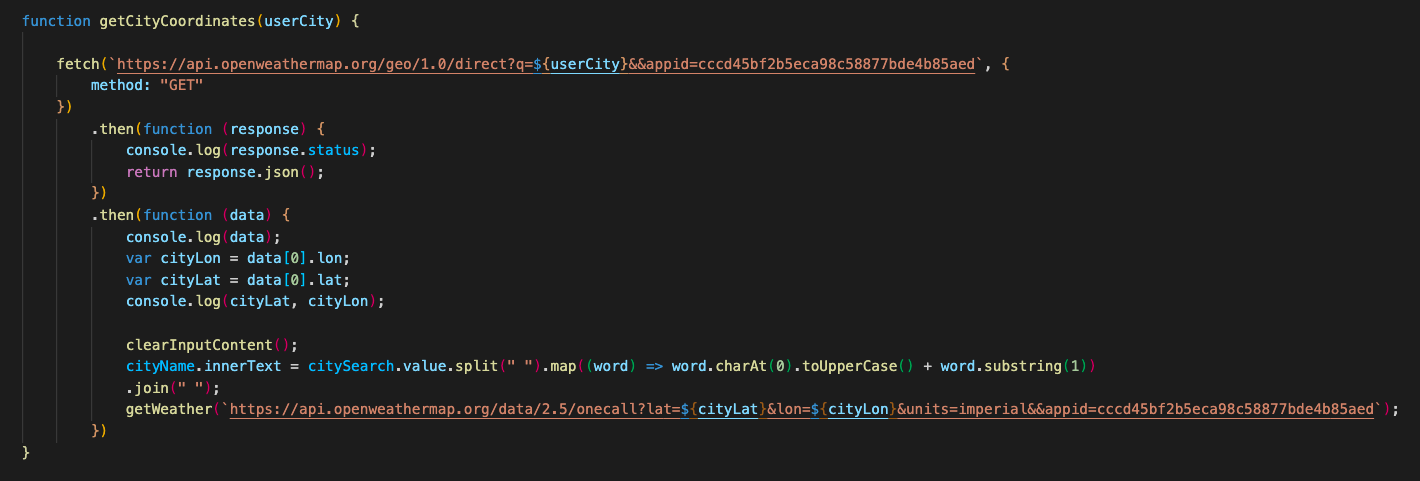 function getCityCoordinates(userCity) {
fetch(`https://api.openweathermap.org/geo/1.0/direct?q=${userCity}&&appid=cccd45bf2b5eca98c58877bde4b85aed`, {
method: "GET"
})
.then(function (response) {
console.log(response.status);
return response.json();
})
.then(function (data) {
console.log(data);
var cityLon = data[0].lon;
var cityLat = data[0].lat;
console.log(cityLat, cityLon);
clearInputContent();
cityName.innerText = citySearch.value.split(" ").map((word) => word.charAt(0).toUpperCase() + word.substring(1))
.join(" ");
getWeather(`https://api.openweathermap.org/data/2.5/onecall?lat=${cityLat}&lon=${cityLon}&units=imperial&&appid=cccd45bf2b5eca98c58877bde4b85aed`);
})
}